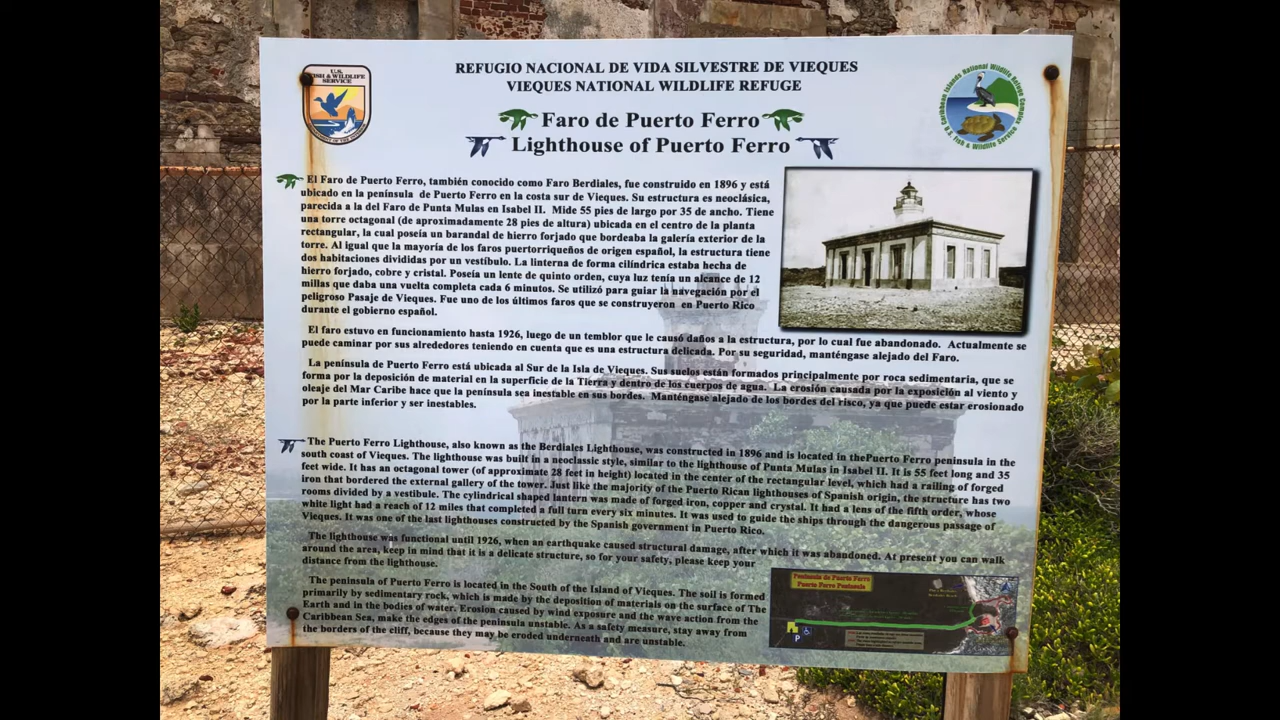 U.S.
FISH & WILDLIFE
SERVICE
REFUGIO NACIONAL DE VIDA SILVESTRE DE VIEQUES
VIEQUES NATIONAL WILDLIFE REFUGE
Faro de Puerto Ferro
Lighthouse of Puerto Ferro
Caribbean Islands National Wildlife Refuge Complex
U.S. Fish & Wildlife Service
El Faro de Puerto Ferro, también conocido como Faro Berdiales, fue construido en 1896 y está
ubicado en la península de Puerto Ferro en la costa sur de Vieques. Su estructura es neoclásica,
parecida a la del Faro de Punta Mulas en Isabel II. Mide 55 pies de largo por 35 de ancho. Tiene
una torre octagonal (de aproximadamente 28 pies de altura) ubicada en el centro de la planta
rectangular, la cual poseía un barandal de hierro forjado que bordeaba la galería exterior de la
torre. Al igual que la mayoría de los faros puertorriqueños de origen español, la estructura tiene
dos habitaciones divididas por un vestíbulo. La linterna de forma cilíndrica estaba hecha de
hierro forjado, cobre y cristal. Poseía un lente de quinto orden, cuya luz tenía un alcance de 12
millas que daba una vuelta completa cada 6 minutos. Se utilizó para guiar la navegación por el
peligroso Pasaje de Vieques. Fue uno de los últimos faros que se construyeron en Puerto Rico
durante el gobierno español.
El faro estuvo en funcionamiento hasta 1926, luego de un temblor que le causó daños a la estructura, por lo cual fue abandonado. Actualmente se
puede caminar por sus alrededores teniendo en cuenta que es una estructura delicada. Por su seguridad, manténgase alejado del Faro.
La península de Puerto Ferro está ubicada al Sur de la Isla de Vieques. Sus suelos están formados principalmente por roca sedimentaria, que se
forma por la deposición de material en la superficie de la Tierra y dentro de los cuerpos de agua. La erosión causada por la exposición al viento y
oleaje del Mar Caribe hace que la península sea inestable en sus bordes. Manténgase alejado de los bordes del risco, ya que puede estar erosionado
por la parte inferior y ser inestables.
The Puerto Ferro Lighthouse, also known as the Berdiales Lighthouse, was constructed in 1896 and is located in thePuerto Ferro peninsula in the
south coast of Vieques. The lighthouse was built in a neoclassic style, similar to the lighthouse of Punta Mulas in Isabel II. It is 55 feet long and 35
feet wide. It has an octagonal tower (of approximate 28 feet in height) located in the center of the rectangular level, which had a railing of forged
iron that bordered the external gallery of the tower. Just like the majority of the Puerto Rican lighthouses of Spanish origin, the structure has two
rooms divided by a vestibule. The cylindrical shaped lantern was made of forged iron, copper and crystal. It had a lens of the fifth order, whose
white light had a reach of 12 miles that completed a full turn every six minutes. It was used to guide the ships through the dangerous passage of
Vieques. It was one of the last lighthouses constructed by the Spanish government in Puerto Rico.
The lighthouse was functional until 1926, when an earthquake caused structural damage, after which it was abandoned. At present you can walk
around the area, keep in mind that it is a delicate structure, so for your safety, please keep your
distance from the lighthouse.
The peninsula of Puerto Ferro is located in the South of the Island of Vieques. The soil is formed
primarily by sedimentary rock, which is made by the deposition of materials on the surface of The
Earth and in the bodies of water. Erosion caused by wind exposure and the wave action from the
Caribbean Sea, make the edges of the peninsula unstable. As a safety measure, stay away from
the borders of the cliff, because they may be eroded underneath and are unstable.
Península de Puerto Ferro
Puerto Ferro Peninsula
P